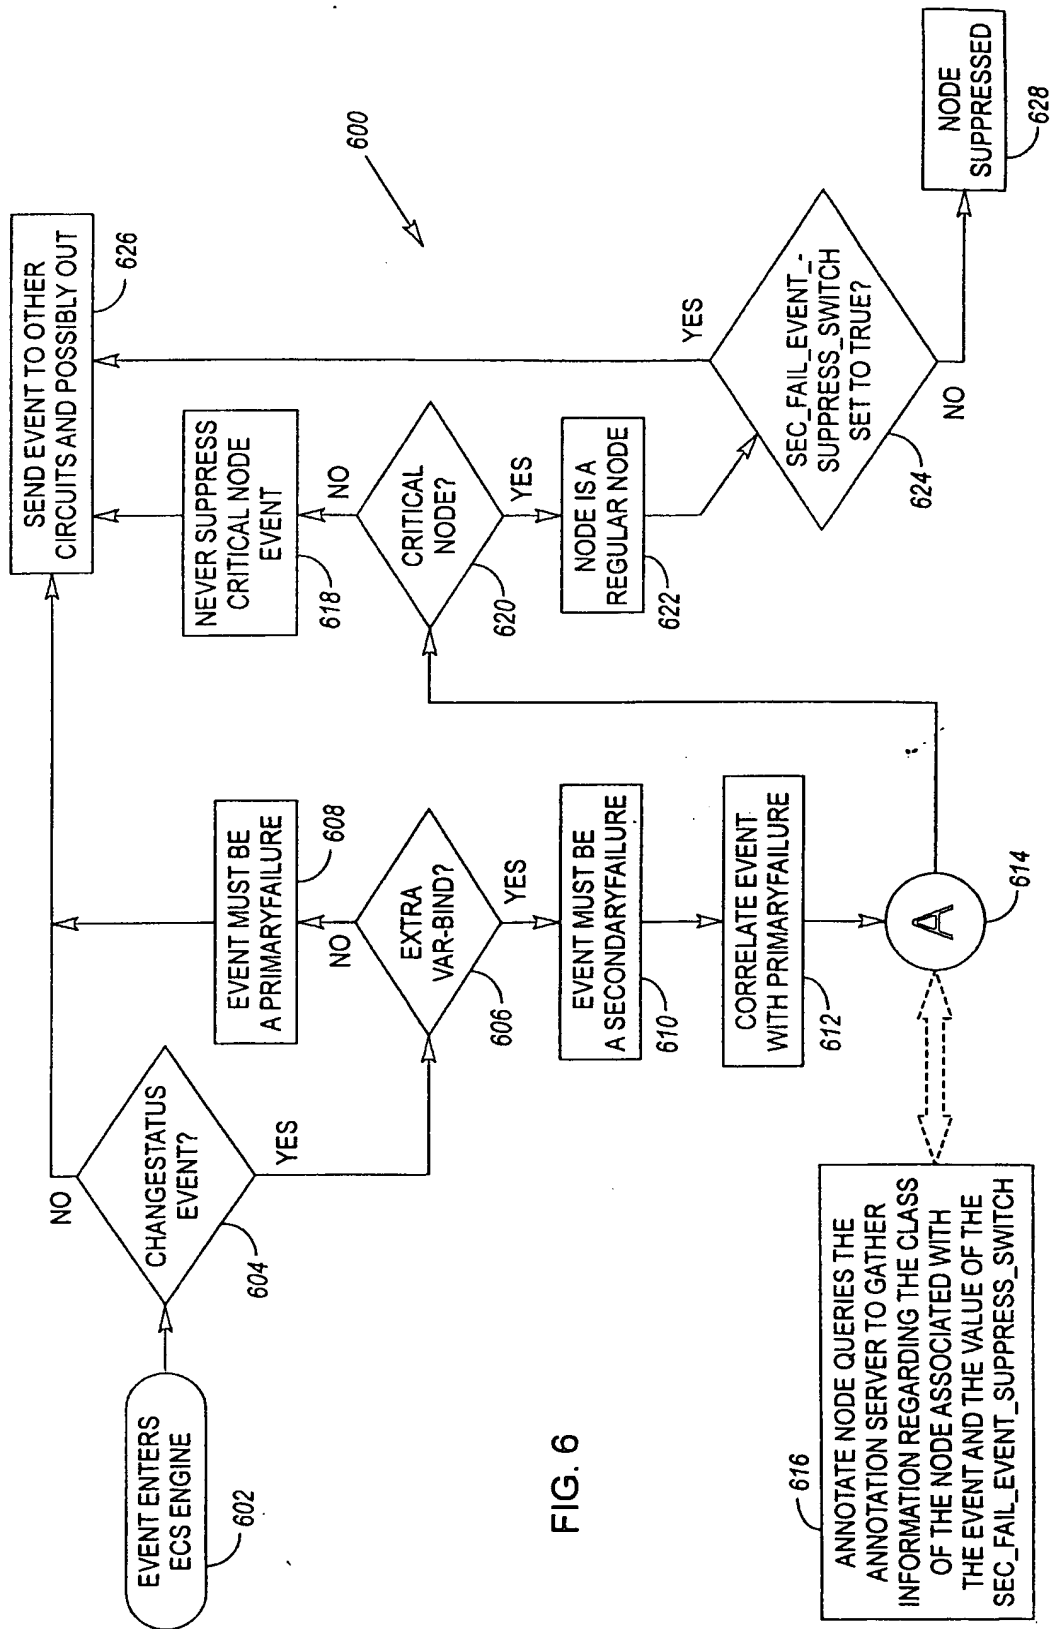 EVENT ENTERS
ECS ENGINE
602
CHANGESTATUS
EVENT?
604
NO
YES
EVENT MUST BE
A PRIMARYFAILURE
608
NO
EXTRA
VAR-BIND?
606
YES
EVENT MUST BE
A SECONDARYFAILURE
610
CORRELATE EVENT
WITH PRIMARYFAILURE
612
A
614
ANNOTATE NODE QUERIES THE
ANNOTATION SERVER TO GATHER
INFORMATION REGARDING THE CLASS
OF THE NODE ASSOCIATED WITH
THE EVENT AND THE VALUE OF THE
SEC_FAIL_EVENT_SUPPRESS_SWITCH
616
SEND EVENT TO OTHER
CIRCUITS AND POSSIBLY OUT
626
NEVER SUPPRESS
CRITICAL NODE
EVENT
618
NO
CRITICAL
NODE?
620
YES
NODE IS A
REGULAR NODE
622
YES
SEC_FAIL_EVENT_-
SUPPRESS_SWITCH
SET TO TRUE?
624
NO
NODE
SUPPRESSED
628
600
FIG. 6